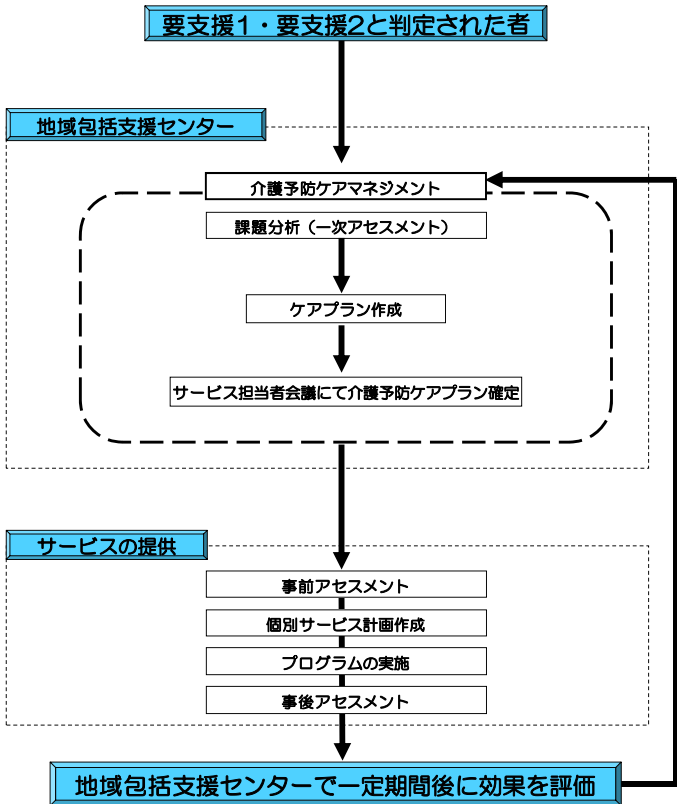 要支援1・要支援2と判定された者
地域包括支援センター
介護予防ケアマネジメント
課題分析（一次アセスメント）
ケアプラン作成
サービス担当者会議にて介護予防ケアプラン確定
サービスの提供
事前アセスメント
個別サービス計画作成
プログラムの実施
事後アセスメント
地域包括支援センターで一定期間後に効果を評価